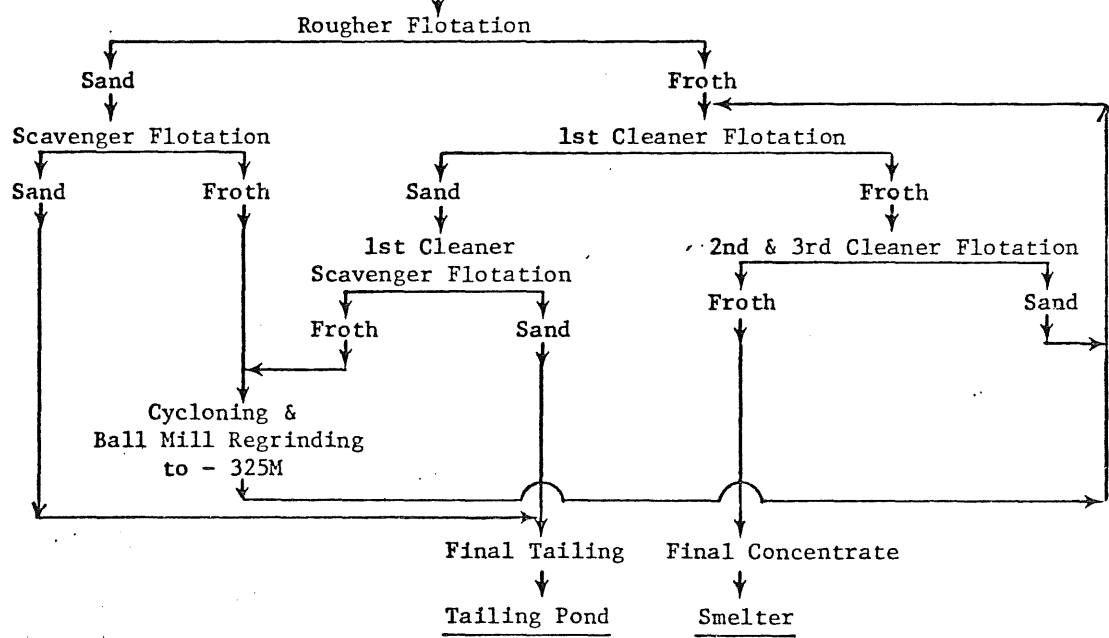 Rougher Flotation
Sand
Froth
Scavenger Flotation
1st Cleaner Flotation
Sand
Froth
Sand
Froth
1st Cleaner
Scavenger Flotation
2nd & 3rd Cleaner Flotation
Froth
Sand
Froth
Sand
Cycloning &
Ball Mill Regrinding
to - 325M
Final Tailing
Final Concentrate
Tailing Pond
Smelter